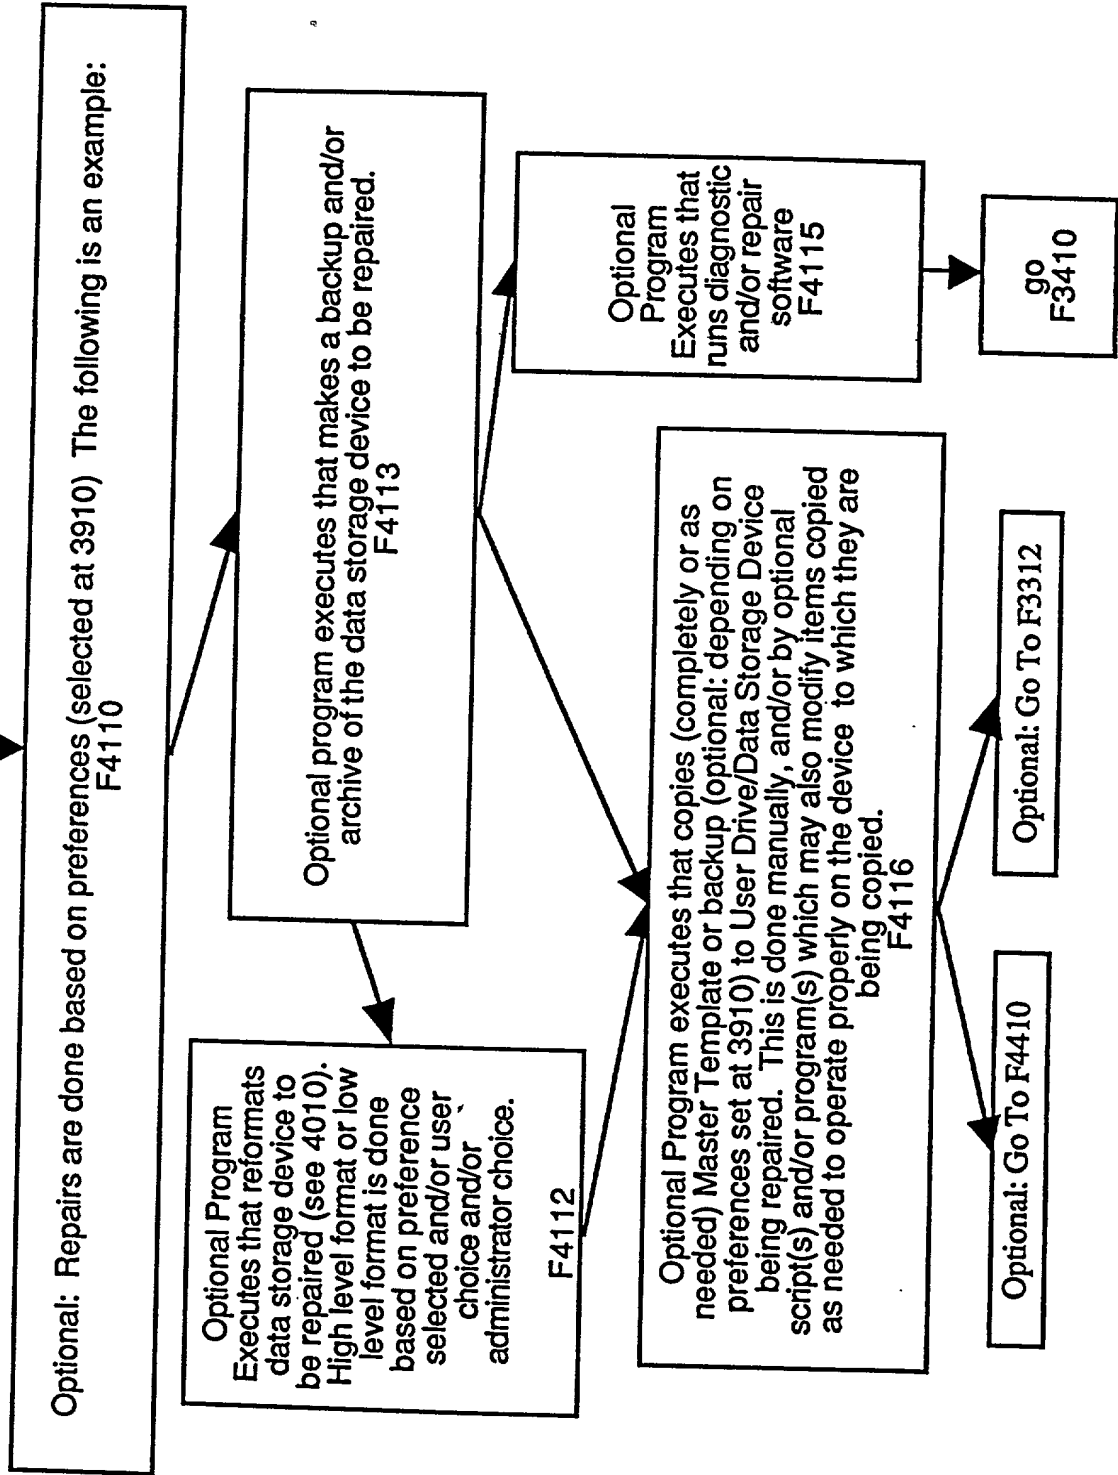 Optional:  Repairs are done based on preferences (selected at 3910)  The following is an example:
F4110
Optional program executes that makes a backup and/or
archive of the data storage device to be repaired.
F4113
Optional Program
Executes that reformats
data storage device to
be repaired (see 4010).
High level format or low
level format is done
based on preference
selected and/or user
choice and/or
administrator choice.
F4112
Optional
Program
Executes that
runs diagnostic
and/or repair
software
F4115
Optional Program executes that copies (completely or as
needed) Master Template or backup (optional: depending on
preferences set at 3910) to User Drive/Data Storage Device
being repaired.  This is done manually, and/or by optional
script(s) and/or program(s) which may also modify items copied
as needed to operate properly on the device  to which they are
being copied.
F4116
go
F3410
Optional: Go To F4410
Optional: Go To F3312